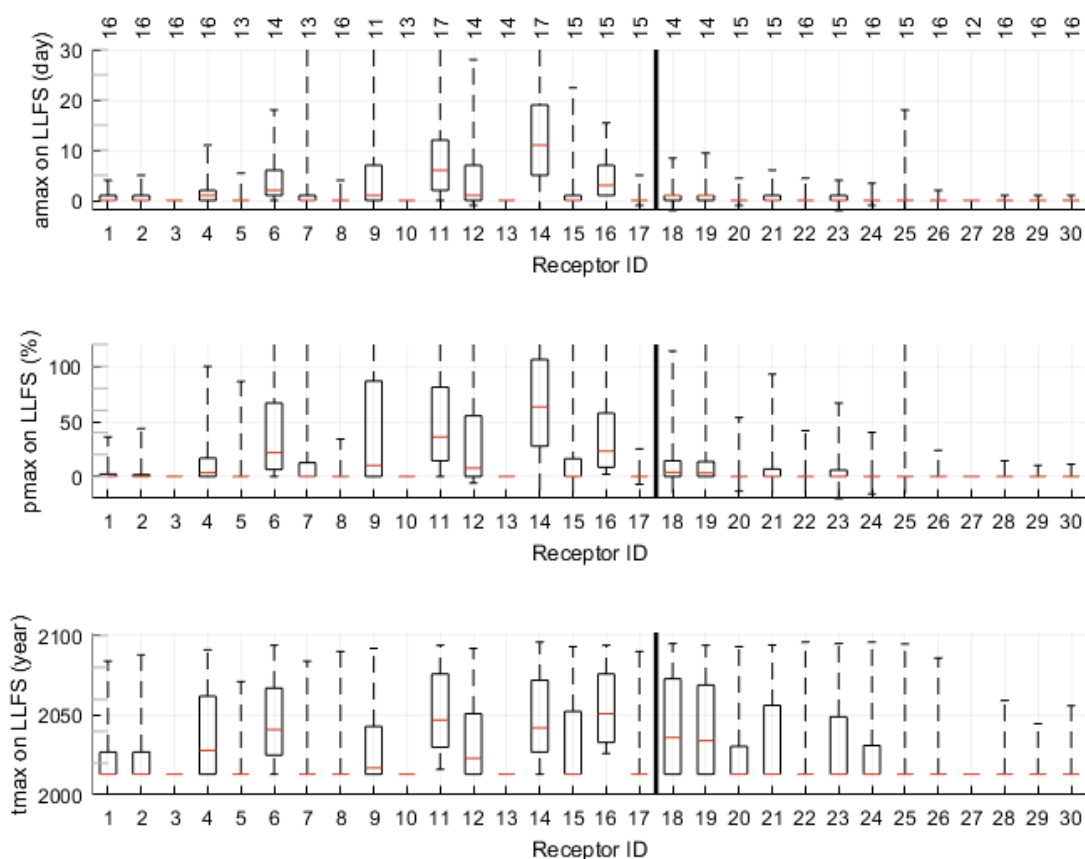 16 16 16 16 13 14 13 16 11 13 17 14 14 17 15 15 15 14 14 15 15 16 15 16 15 16 12 16 16 16
amax on LLFS (day)
30
20
10
0
1 2 3 4 5 6 7 8 9 10 11 12 13 14 15 16 17 18 19 20 21 22 23 24 25 26 27 28 29 30
Receptor ID
pmax on LLFS (%)
100
50
0
1 2 3 4 5 6 7 8 9 10 11 12 13 14 15 16 17 18 19 20 21 22 23 24 25 26 27 28 29 30
Receptor ID
tmax on LLFS (year)
2100
2050
2000
1 2 3 4 5 6 7 8 9 10 11 12 13 14 15 16 17 18 19 20 21 22 23 24 25 26 27 28 29 30
Receptor ID